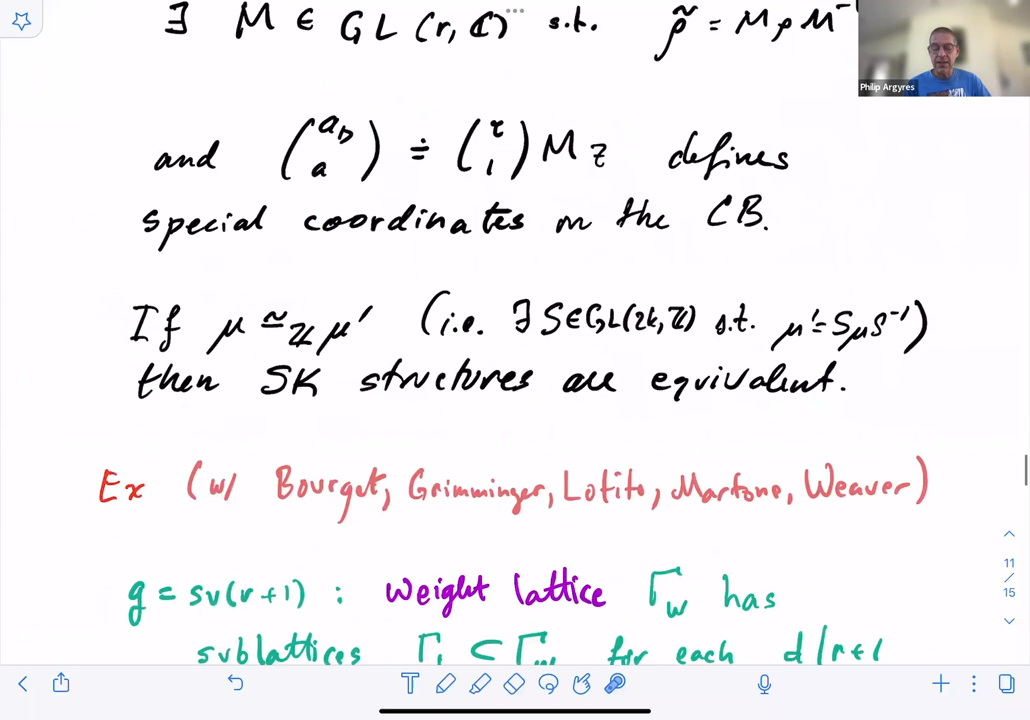 ∃ M ∈ GL(r, ℂ) s.t. ρ̃ = M ρ M⁻
Philip Argyres
and (a_D a) ≐ (τ 1) M z defines
special coordinates on the CB.
If μ ≃_ℤ μ' (i.e. ∃ S ∈ GL(2k, ℤ) s.t. μ' = SμS⁻¹)
then SK structures are equivalent.
Ex (w/ Bourget, Grimminger, Lotito, Martone, Weaver)
g = su(r+1) : weight lattice Γ_w has
sublattices Γ ⊂ Γ_w for each d | r+1
11
/
15
T